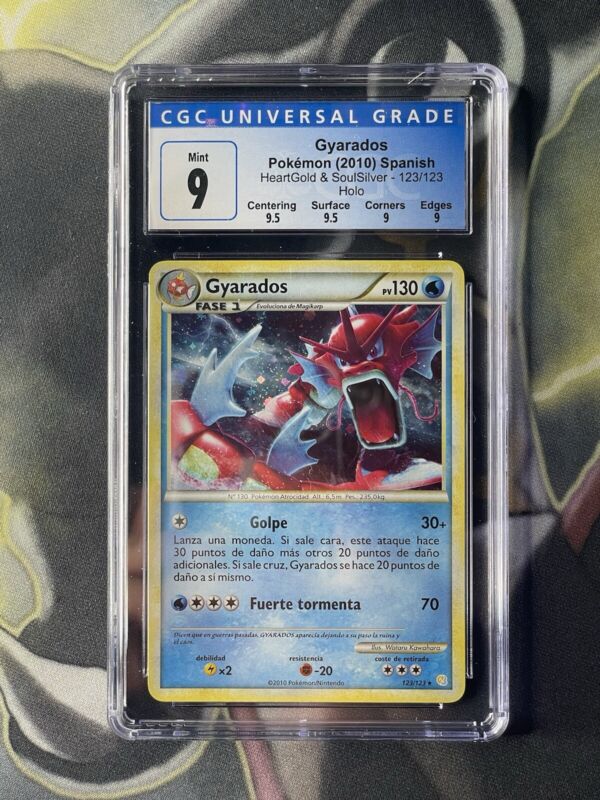 CGC UNIVERSAL GRADE
Mint
9
Gyarados
Pokémon (2010) Spanish
HeartGold & SoulSilver - 123/123
Holo
Centering Surface Corners Edges
9.5 9.5 9 9
Gyarados PV130
FASE 1 Evoluciona de Magikarp
Nº 130 Pokémon Atrocidad Alt.: 6,5m Pes.: 235,0kg
Golpe 30+
Lanza una moneda. Si sale cara, este ataque hace
30 puntos de daño más otros 20 puntos de daño
adicionales. Si sale cruz, Gyarados se hace 20 puntos de
daño a sí mismo.
Fuerte tormenta 70
Dicen que en guerras pasadas, GYARADOS aparecía dejando a su paso la ruina y
el caos.
Ilus. Wataru Kawahara
debilidad resistencia coste de retirada
x2 -20
©2010 Pokémon/Nintendo 123/123 ★